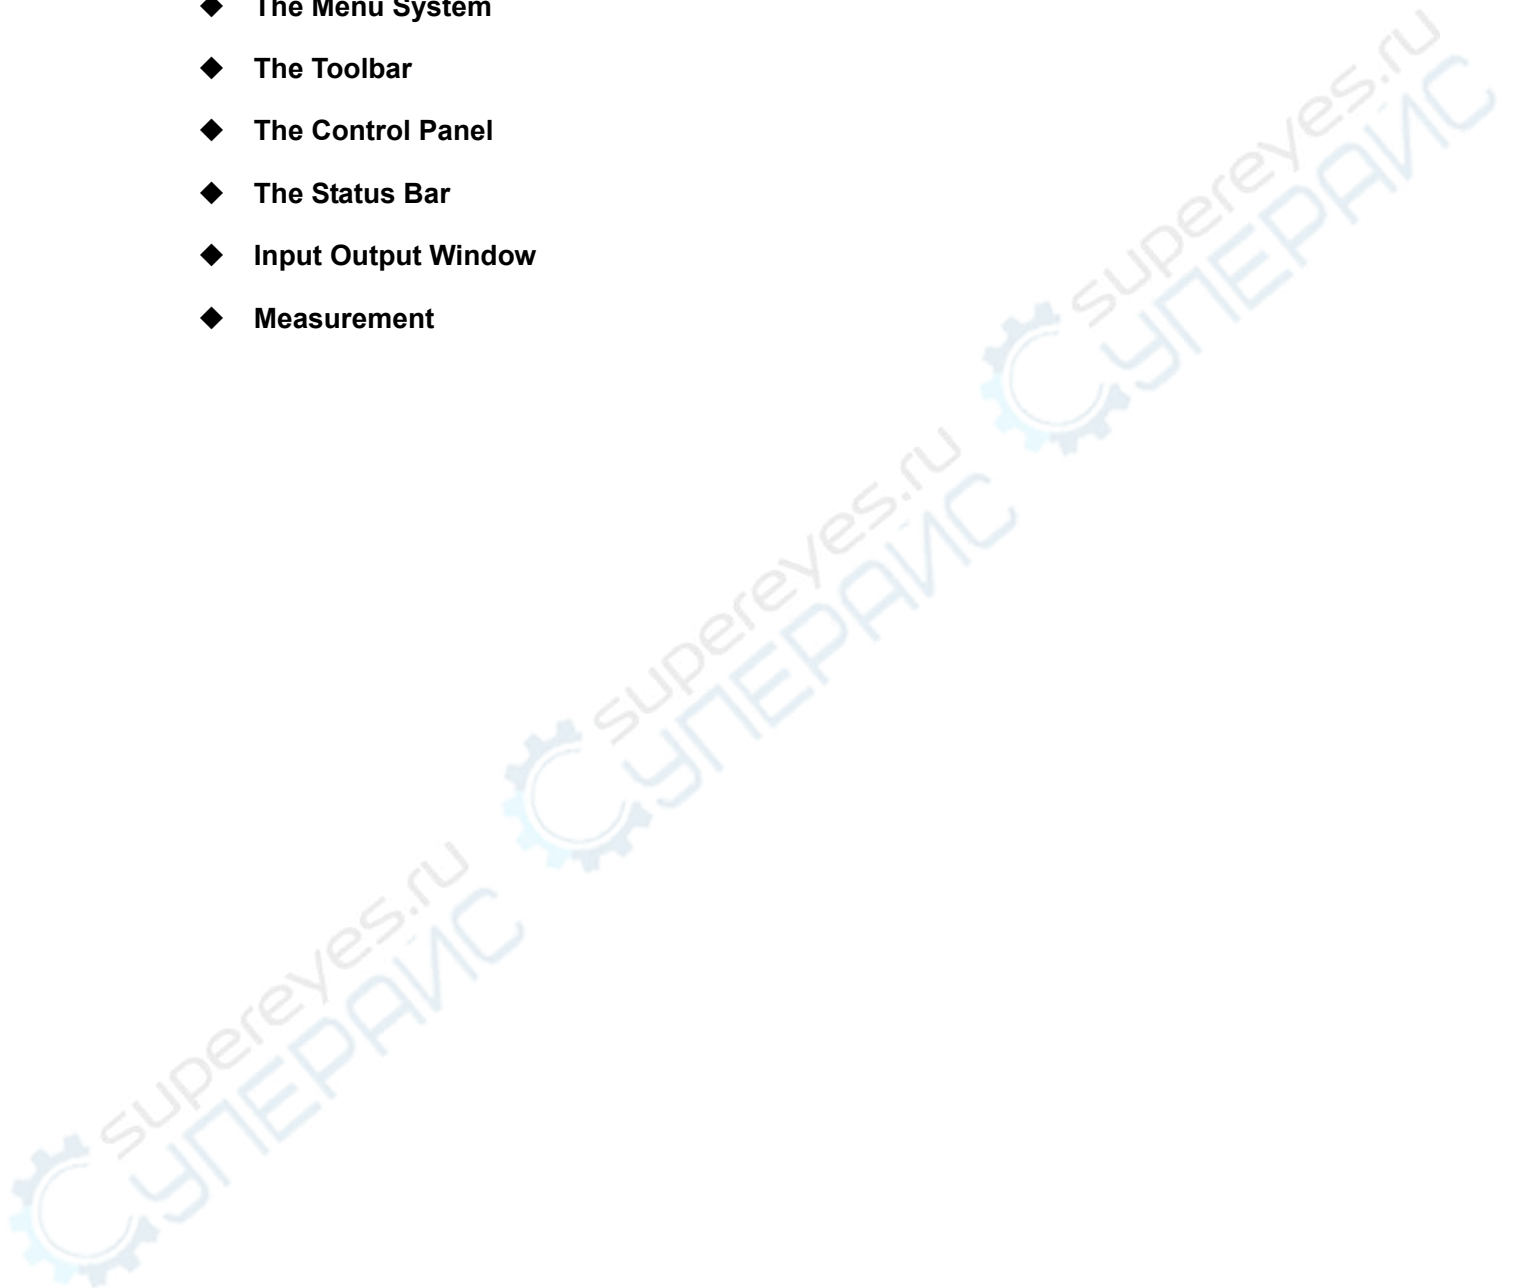 ◆ The Menu System
◆ The Toolbar
◆ The Control Panel
◆ The Status Bar
◆ Input Output Window
◆ Measurement
supereyes.ru
СУПЕРАЙС
supereyes.ru
СУПЕРАЙС
supereyes.ru
СУПЕРАЙС